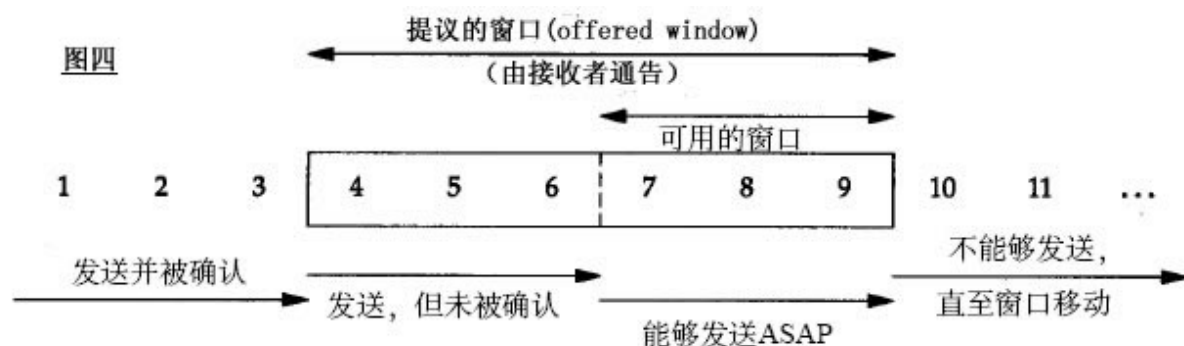 提议的窗口(offered window)
图四
（由接收者通告）
可用的窗口
1 2 3 4 5 6 7 8 9 10 11 ...
发送并被确认
不能够发送，
发送，但未被确认
直至窗口移动
能够发送ASAP